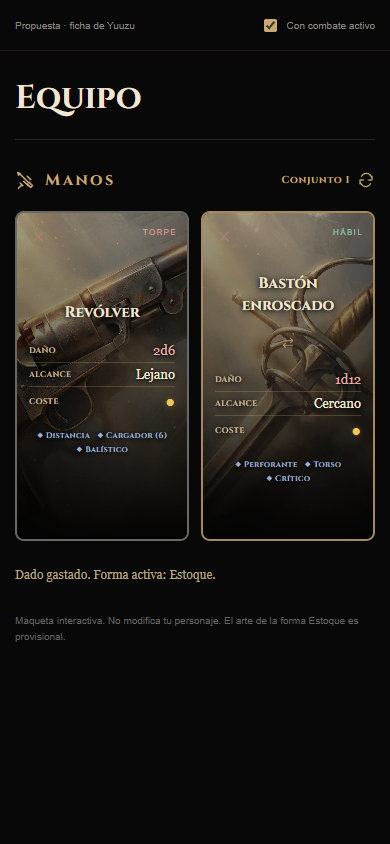 Propuesta · ficha de Yuuzu
Con combate activo
Equipo
Manos
Conjunto I
TORPE
Revólver
DAÑO 2d6
ALCANCE Lejano
COSTE
◆ Distancia ◆ Cargador (6)
◆ Balístico
HÁBIL
Bastón
enroscado
DAÑO 1d12
ALCANCE Cercano
COSTE
◆ Perforante ◆ Torso
◆ Crítico
Dado gastado. Forma activa: Estoque.
Maqueta interactiva. No modifica tu personaje. El arte de la forma Estoque es
provisional.